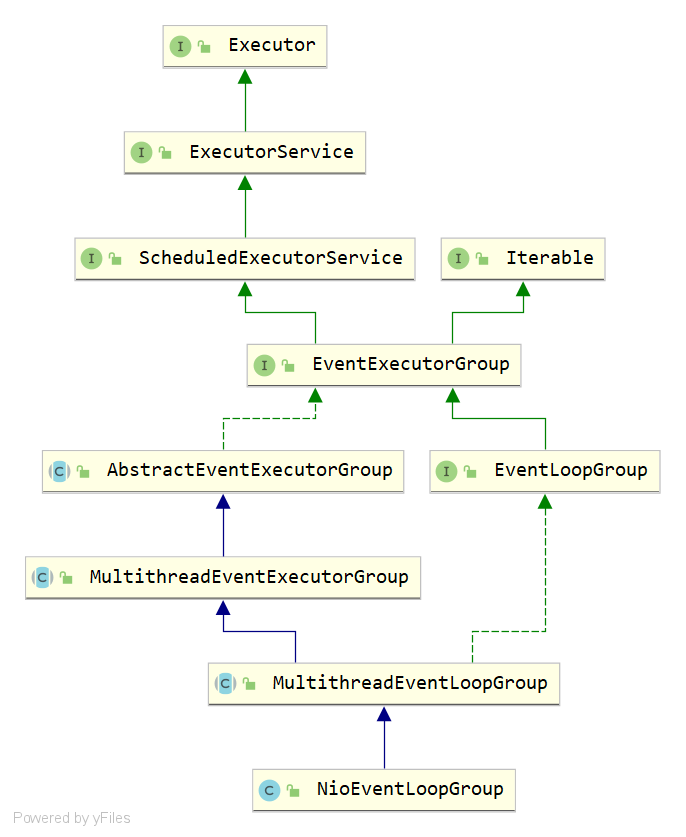 I Executor
I ExecutorService
I ScheduledExecutorService
I Iterable
I EventExecutorGroup
C AbstractEventExecutorGroup
I EventLoopGroup
C MultithreadEventExecutorGroup
C MultithreadEventLoopGroup
C NioEventLoopGroup
Powered by yFiles